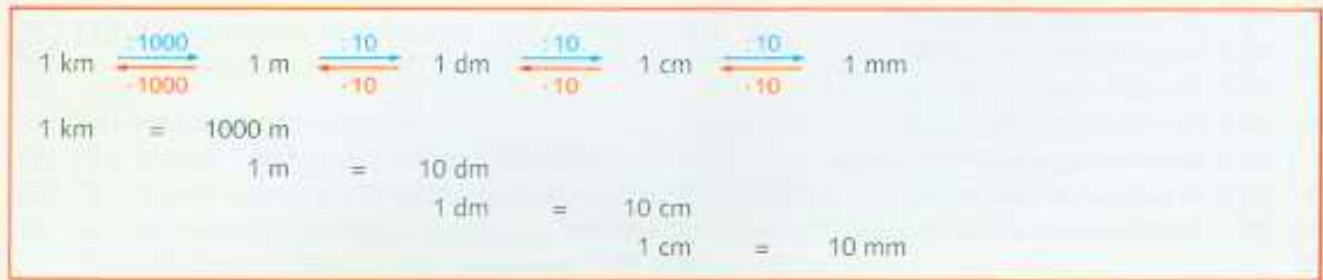 :1000 :10 :10 :10
1 km 1 m 1 dm 1 cm 1 mm
·1000 ·10 ·10 ·10
1 km = 1000 m
1 m = 10 dm
1 dm = 10 cm
1 cm = 10 mm